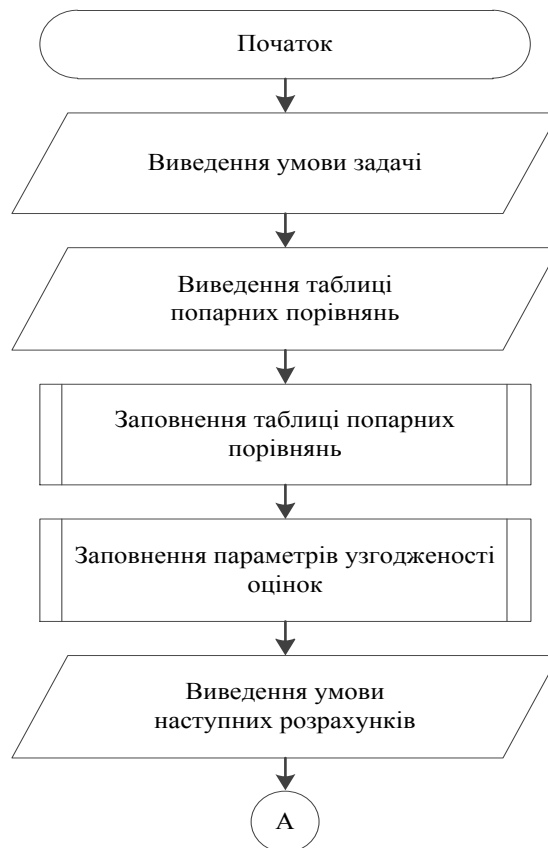 Початок
Виведення умови задачі
Виведення таблиці
попарних порівнянь
Заповнення таблиці попарних
порівнянь
Заповнення параметрів узгодженості
оцінок
Виведення умови
наступних розрахунків
А